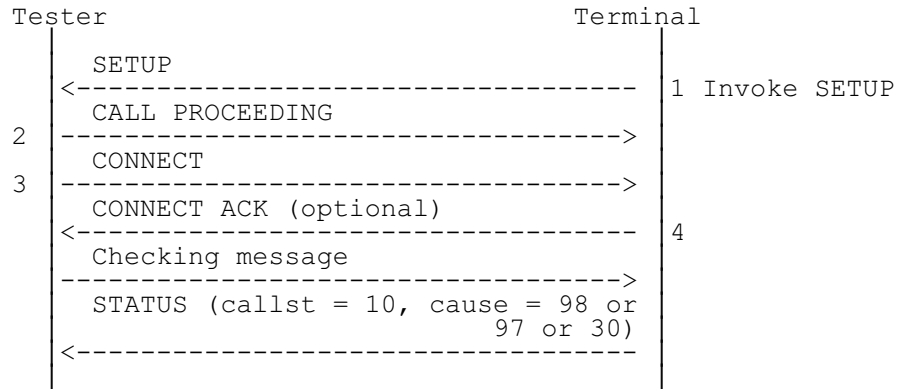 Tester Terminal
SETUP
1 Invoke SETUP
CALL PROCEEDING
2
CONNECT
3
CONNECT ACK (optional)
4
Checking message
STATUS (callst = 10, cause = 98 or
97 or 30)